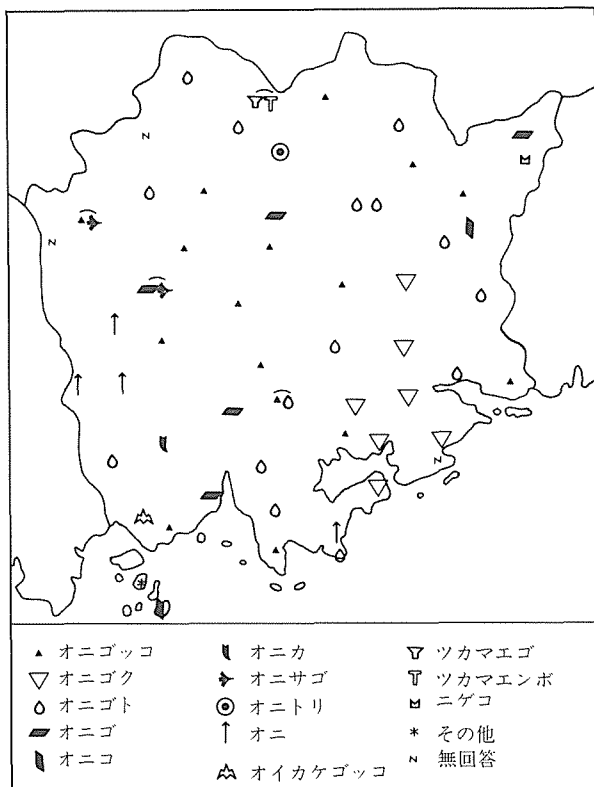 オニゴッコ
オニゴク
オニゴト
オニゴ
オニコ
オニカ
オニサゴ
オニトリ
オニ
オイカケゴッコ
ツカマエゴ
ツカマエンボ
ニゲコ
その他
無回答